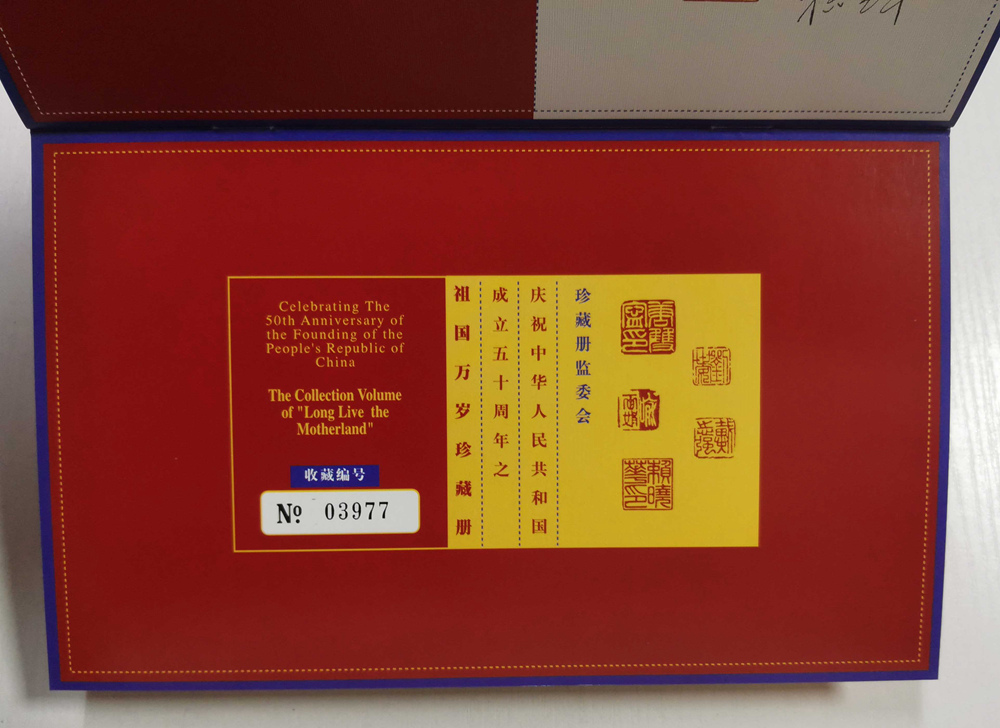 Celebrating The
50th Anniversary of
the Founding of the
People's Republic of
China
The Collection Volume
of "Long Live the
Motherland"
收藏编号
№ 03977
庆祝中华人民共和国
成立五十周年之
祖国万岁珍藏册
珍藏册监委会